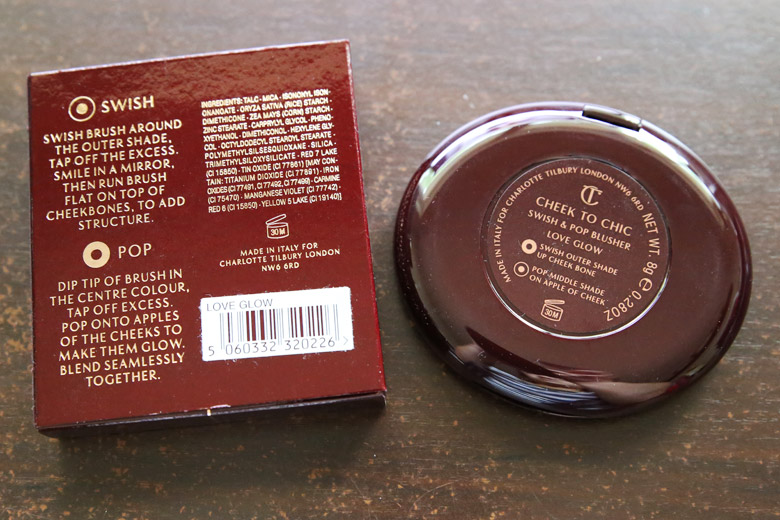 SWISH
SWISH BRUSH AROUND
THE OUTER SHADE,
TAP OFF THE EXCESS.
SMILE IN A MIRROR,
THEN RUN BRUSH
FLAT ON TOP OF
CHEEKBONES, TO ADD
STRUCTURE.
POP
DIP TIP OF BRUSH IN
THE CENTRE COLOUR,
TAP OFF EXCESS.
POP ONTO APPLES
OF THE CHEEKS TO
MAKE THEM GLOW.
BLEND SEAMLESSLY
TOGETHER.
INGREDIENTS: TALC - MICA - ISONONYL ISON-
ONANOATE - ORYZA SATIVA (RICE) STARCH -
DIMETHICONE - ZEA MAYS (CORN) STARCH -
ZINC STEARATE - CAPRYLYL GLYCOL - PHENO-
XYETHANOL - DIMETHICONOL - HEXYLENE GLY-
COL - OCTYLDODECYL STEAROYL STEARATE -
POLYMETHYLSILSESQUIOXANE - SILICA -
TRIMETHYLSILOXYSILICATE - RED 7 LAKE
(CI 15850) - TIN OXIDE (CI 77861) [MAY CON-
TAIN: TITANIUM DIOXIDE (CI 77891) - IRON
OXIDES (CI 77491, CI 77492, CI 77499) - CARMINE
(CI 75470) - MANGANESE VIOLET (CI 77742) -
RED 6 (CI 15850) - YELLOW 5 LAKE (CI 19140)]
30M
MADE IN ITALY FOR
CHARLOTTE TILBURY LONDON
NW6 6RD
LOVE GLOW
5 060332 320226 >
MADE IN ITALY FOR CHARLOTTE TILBURY LONDON NW6 6RD
NET WT. 8g e 0.28OZ
CT
CHEEK TO CHIC
SWISH & POP BLUSHER
LOVE GLOW
SWISH OUTER SHADE
UP CHEEK BONE
POP MIDDLE SHADE
ON APPLE OF CHEEK
30M